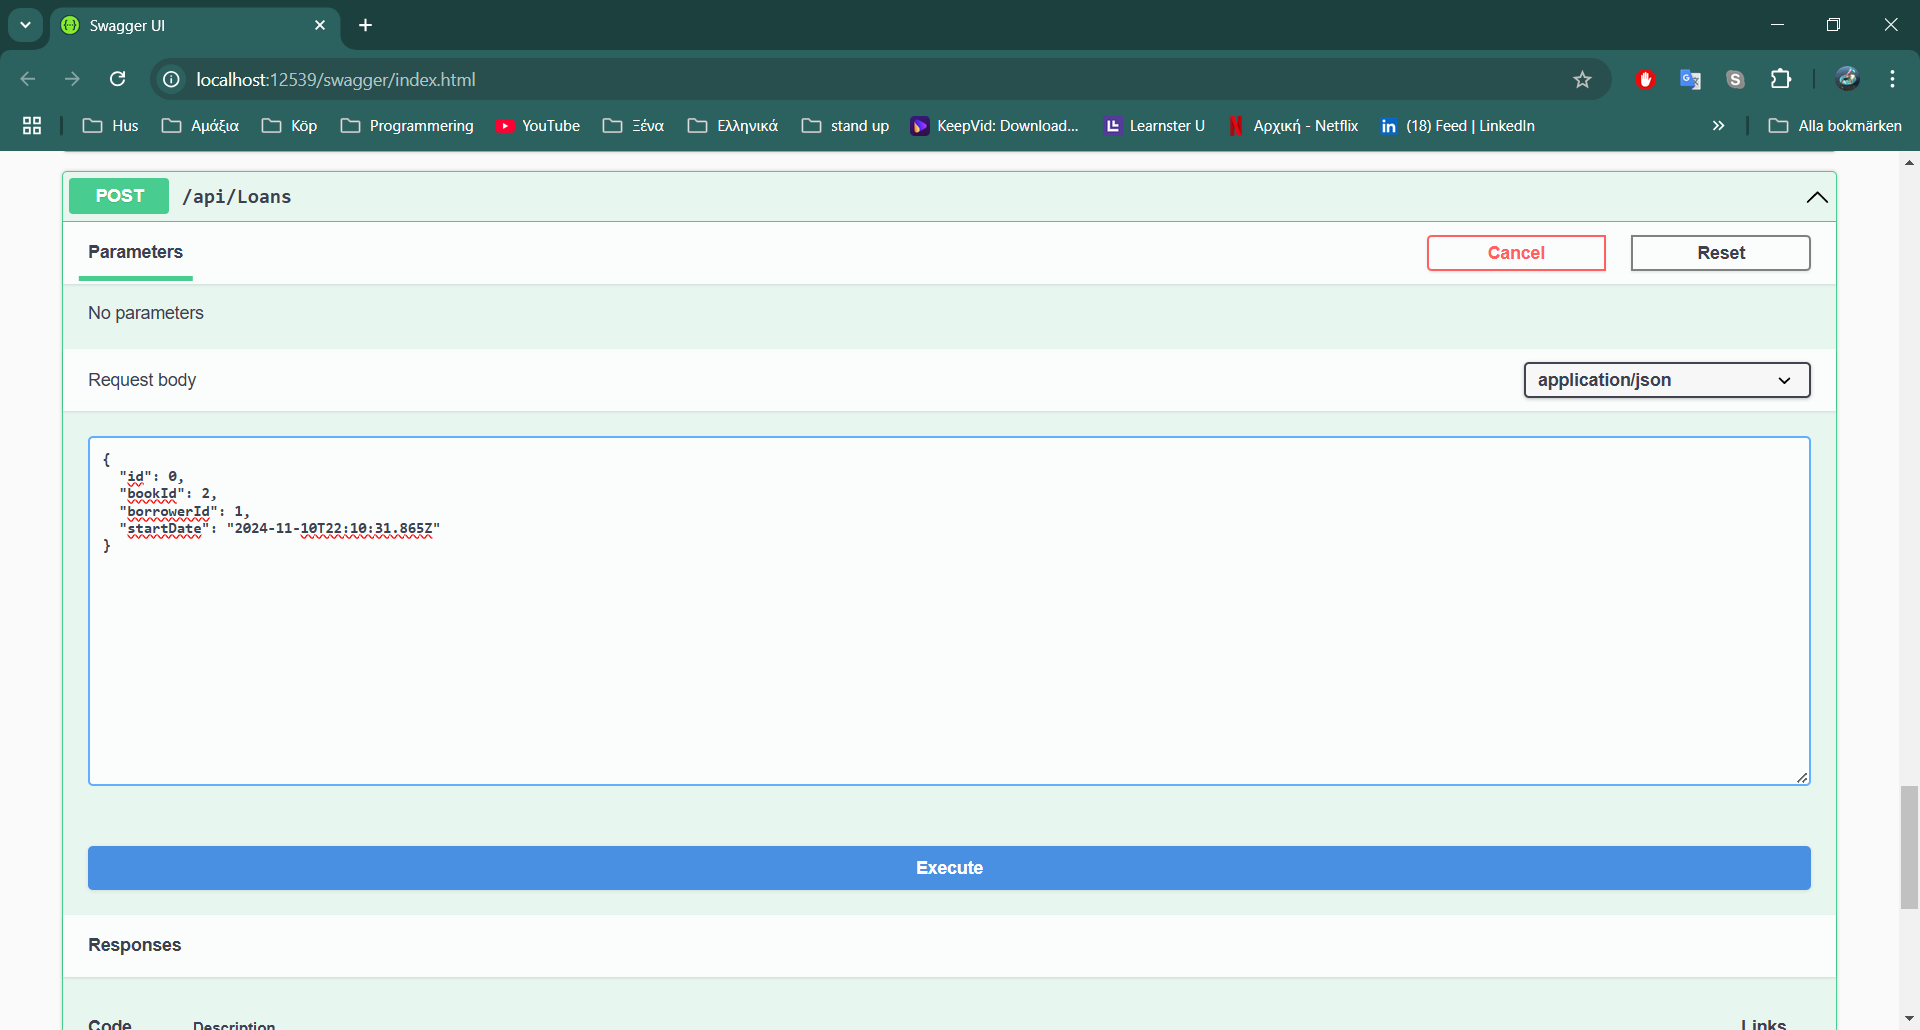 Swagger UI
localhost:12539/swagger/index.html
Hus Αμάξια Köp Programmering YouTube Ξένα Ελληνικά stand up KeepVid: Download... Learnster U Αρχική - Netflix (18) Feed | LinkedIn » Alla bokmärken
POST /api/Loans
Parameters Cancel Reset
No parameters
Request body application/json
{
"id": 0,
"bookId": 2,
"borrowerId": 1,
"startDate": "2024-11-10T22:10:31.865Z"
}
Execute
Responses
Code Description Links